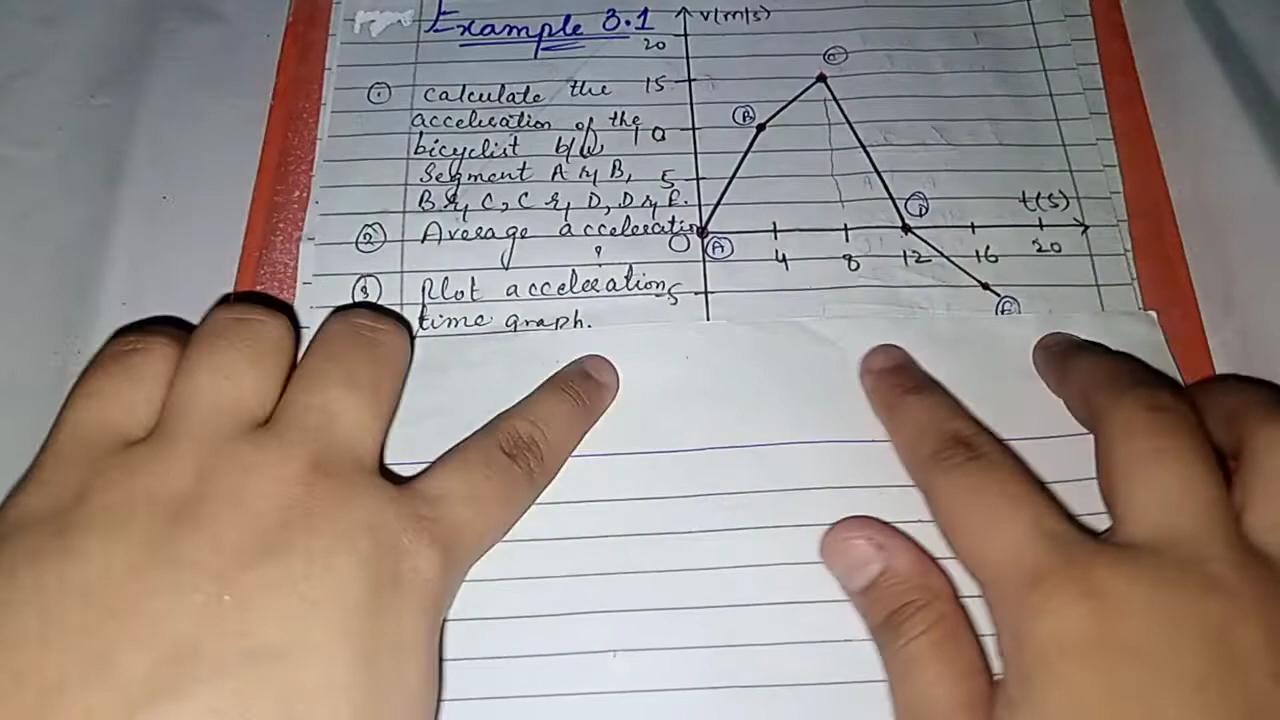 Example 3.1
① calculate the
acceleration of the
bicyclist b/w
Segment A & B,
B &, C, C &, D, D & E.
② Average acceleration
③ Plot acceleration
time graph.
v(m/s)
20
15
10
5
0
5
4
8
12
16
20
t(s)
A
B
C
D
E